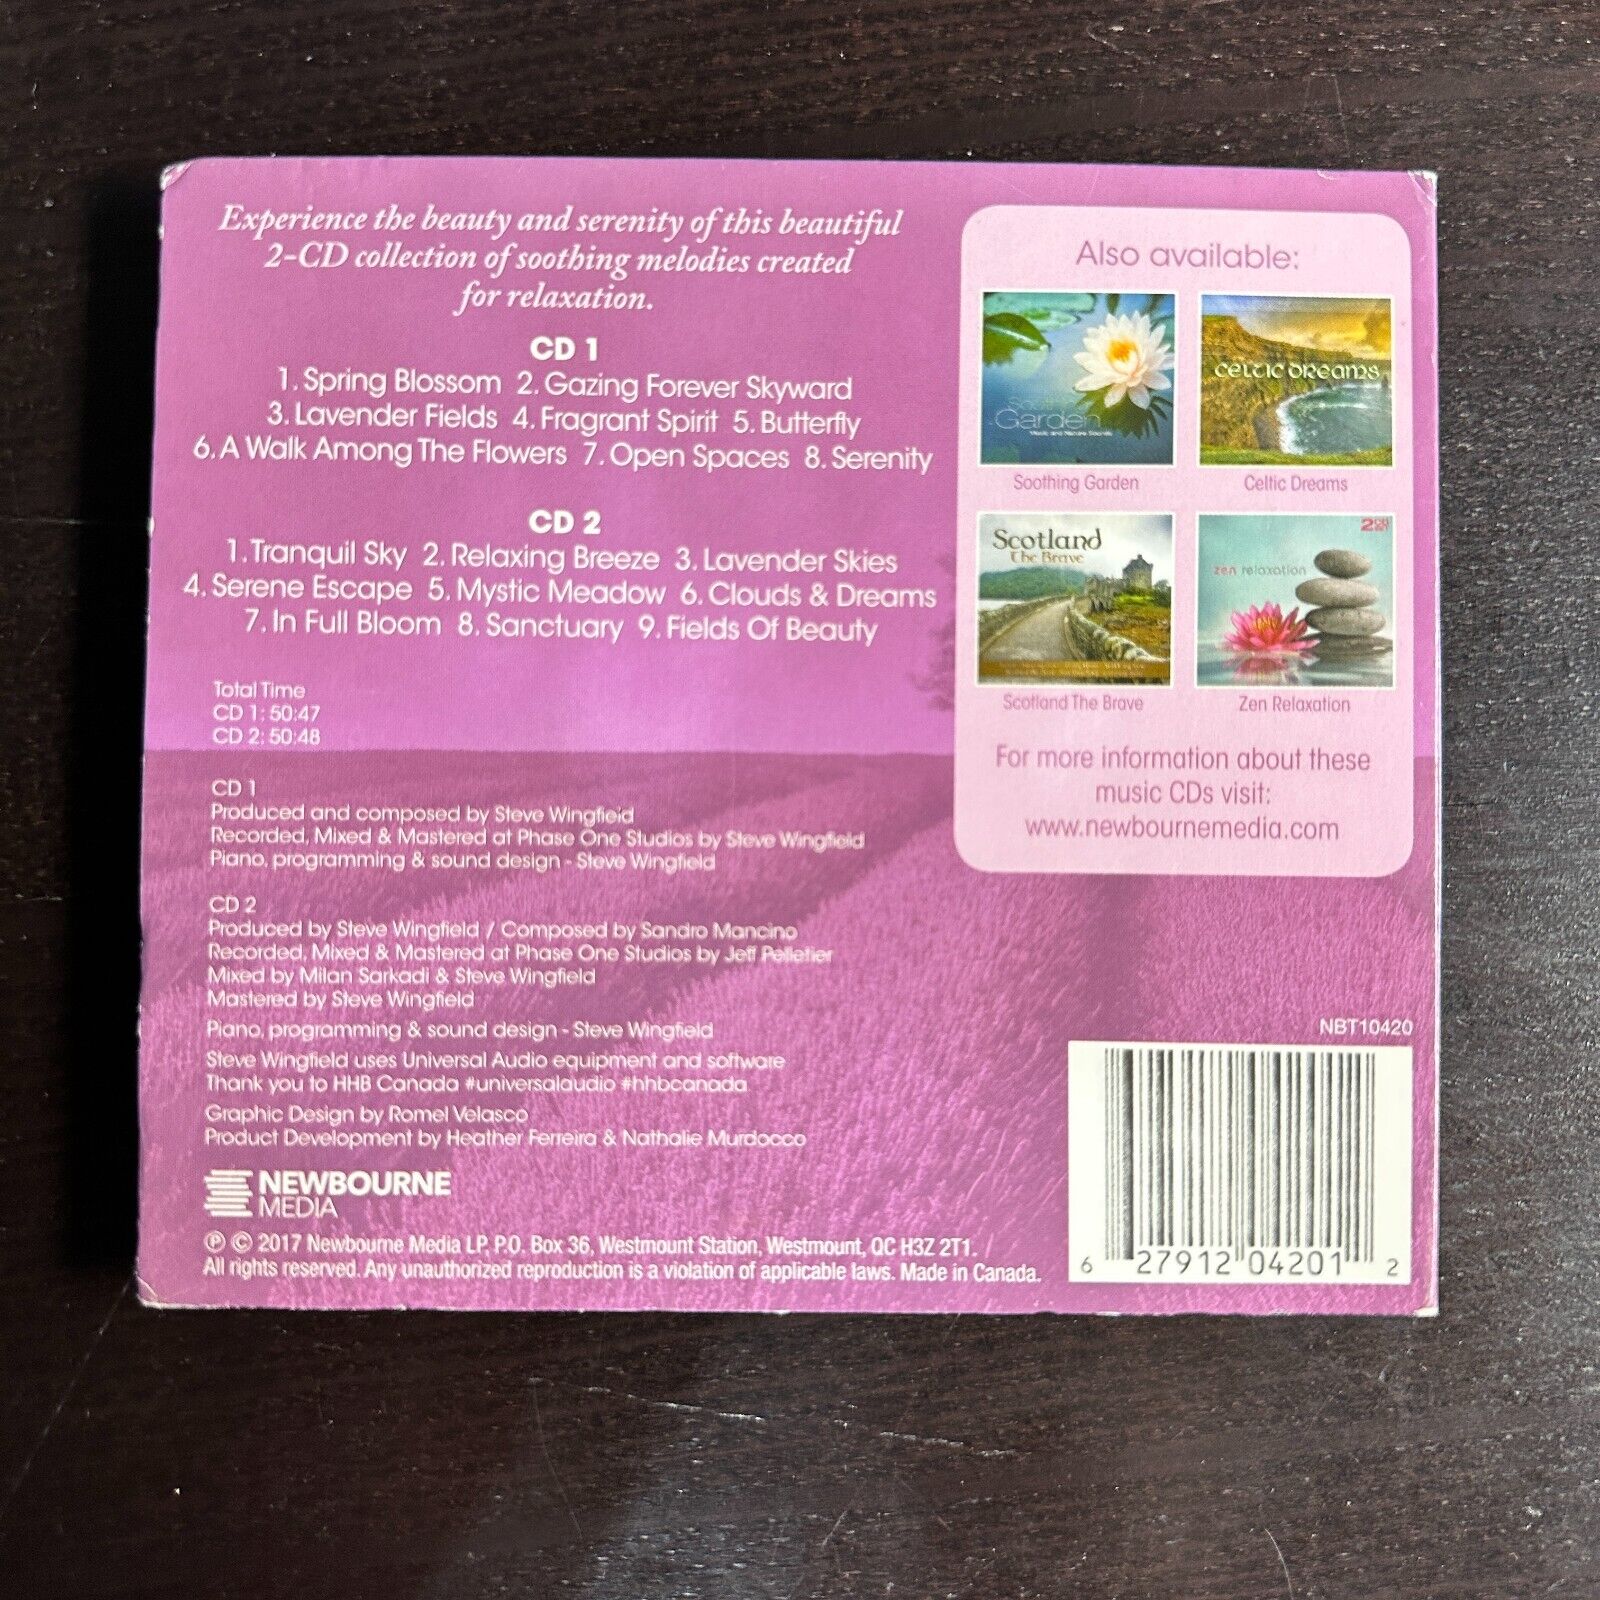 Experience the beauty and serenity of this beautiful
2-CD collection of soothing melodies created
for relaxation.
CD 1
1. Spring Blossom 2. Gazing Forever Skyward
3. Lavender Fields 4. Fragrant Spirit 5. Butterfly
6. A Walk Among The Flowers 7. Open Spaces 8. Serenity
CD 2
1. Tranquil Sky 2. Relaxing Breeze 3. Lavender Skies
4. Serene Escape 5. Mystic Meadow 6. Clouds & Dreams
7. In Full Bloom 8. Sanctuary 9. Fields Of Beauty
Total Time
CD 1: 50:47
CD 2: 50:48
CD 1
Produced and composed by Steve Wingfield
Recorded, Mixed & Mastered at Phase One Studios by Steve Wingfield
Piano, programming & sound design - Steve Wingfield
CD 2
Produced by Steve Wingfield / Composed by Sandro Mancino
Recorded, Mixed & Mastered at Phase One Studios by Jeff Pelletier
Mixed by Milan Sarkadi & Steve Wingfield
Mastered by Steve Wingfield
Piano, programming & sound design - Steve Wingfield
Steve Wingfield uses Universal Audio equipment and software
Thank you to HHB Canada #universalaudio #hhbcanada
Graphic Design by Romel Velasco
Product Development by Heather Ferreira & Nathalie Murdocco
NEWBOURNE
MEDIA
℗ © 2017 Newbourne Media LP, P.O. Box 36, Westmount Station, Westmount, QC H3Z 2T1.
All rights reserved. Any unauthorized reproduction is a violation of applicable laws. Made in Canada.
Also available:
Soothing
Garden
Music and Nature Sounds
Soothing Garden
CELTIC DREAMS
Celtic Dreams
Scotland
The Brave
Scotland The Brave
2 CD SET
zen relaxation
Zen Relaxation
For more information about these
music CDs visit:
www.newbournemedia.com
NBT10420
6 27912 04201 2